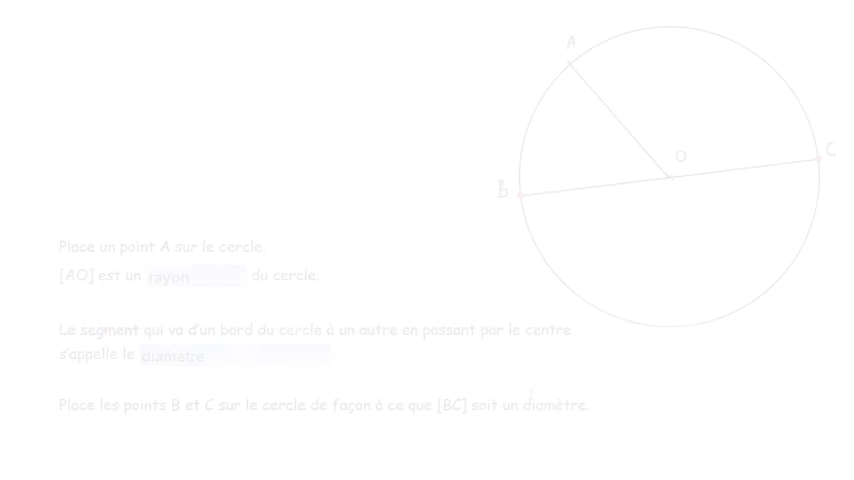 A
O
C
B
Place un point A sur le cercle.
[AO] est un rayon du cercle.
Le segment qui va d'un bord du cercle à un autre en passant par le centre
s'appelle le diamètre
Place les points B et C sur le cercle de façon à ce que [BC] soit un diamètre.